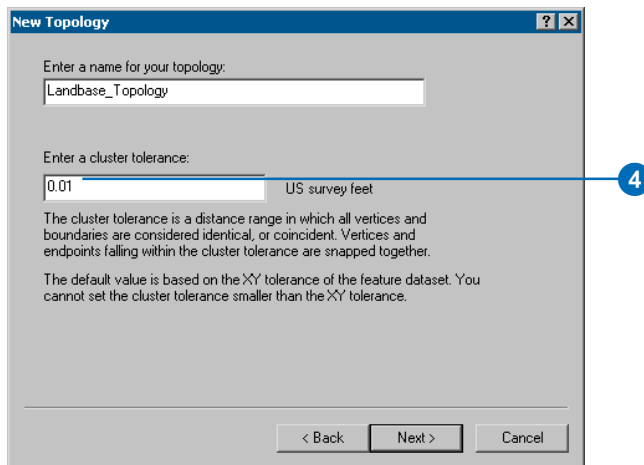 New Topology
Enter a name for your topology:
Landbase_Topology
Enter a cluster tolerance:
0.01
US survey feet
4
The cluster tolerance is a distance range in which all vertices and
boundaries are considered identical, or coincident. Vertices and
endpoints falling within the cluster tolerance are snapped together.
The default value is based on the XY tolerance of the feature dataset. You
cannot set the cluster tolerance smaller than the XY tolerance.
< Back
Next >
Cancel